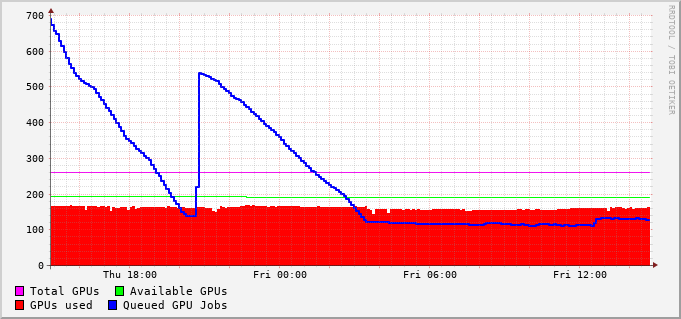 700
600
500
400
300
200
100
0
Thu 18:00 Fri 00:00 Fri 06:00 Fri 12:00
Total GPUs Available GPUs
GPUs used Queued GPU Jobs
RRDTOOL / TOBI OETIKER